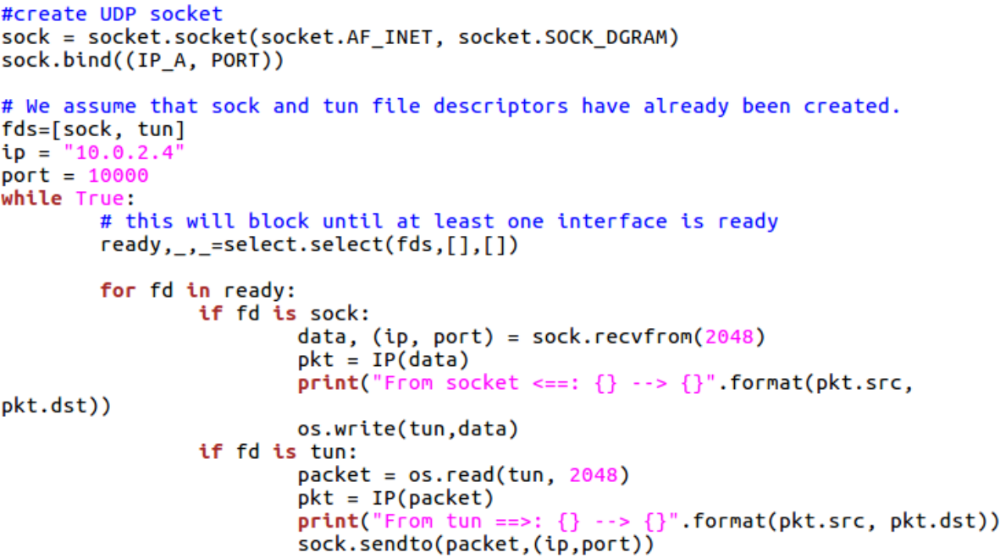 #create UDP socket
sock = socket.socket(socket.AF_INET, socket.SOCK_DGRAM)
sock.bind((IP_A, PORT))

# We assume that sock and tun file descriptors have already been created.
fds=[sock, tun]
ip = "10.0.2.4"
port = 10000
while True:
        # this will block until at least one interface is ready
        ready,_,_=select.select(fds,[],[])

        for fd in ready:
                if fd is sock:
                        data, (ip, port) = sock.recvfrom(2048)
                        pkt = IP(data)
                        print("From socket <==: {} --> {}".format(pkt.src,
pkt.dst))
                        os.write(tun,data)
                if fd is tun:
                        packet = os.read(tun, 2048)
                        pkt = IP(packet)
                        print("From tun ==>: {} --> {}".format(pkt.src, pkt.dst))
                        sock.sendto(packet,(ip,port))